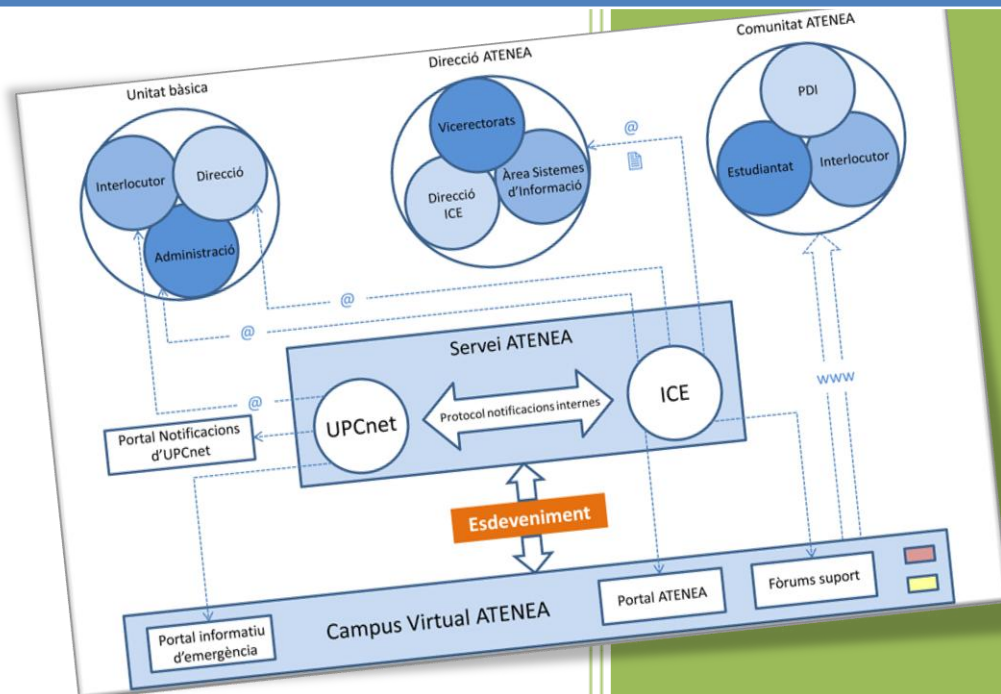 Unitat bàsica
Direcció ATENEA
Comunitat ATENEA
Interlocutor
Direcció
Administració
Vicerectorats
Direcció
ICE
Àrea Sistemes
d'Informació
PDI
Estudiantat
Interlocutor
@
@
@
@
www
Servei ATENEA
UPCnet
Protocol notificacions internes
ICE
Portal Notificacions
d'UPCnet
Esdeveniment
Campus Virtual ATENEA
Portal informatiu
d'emergència
Portal ATENEA
Fòrums suport